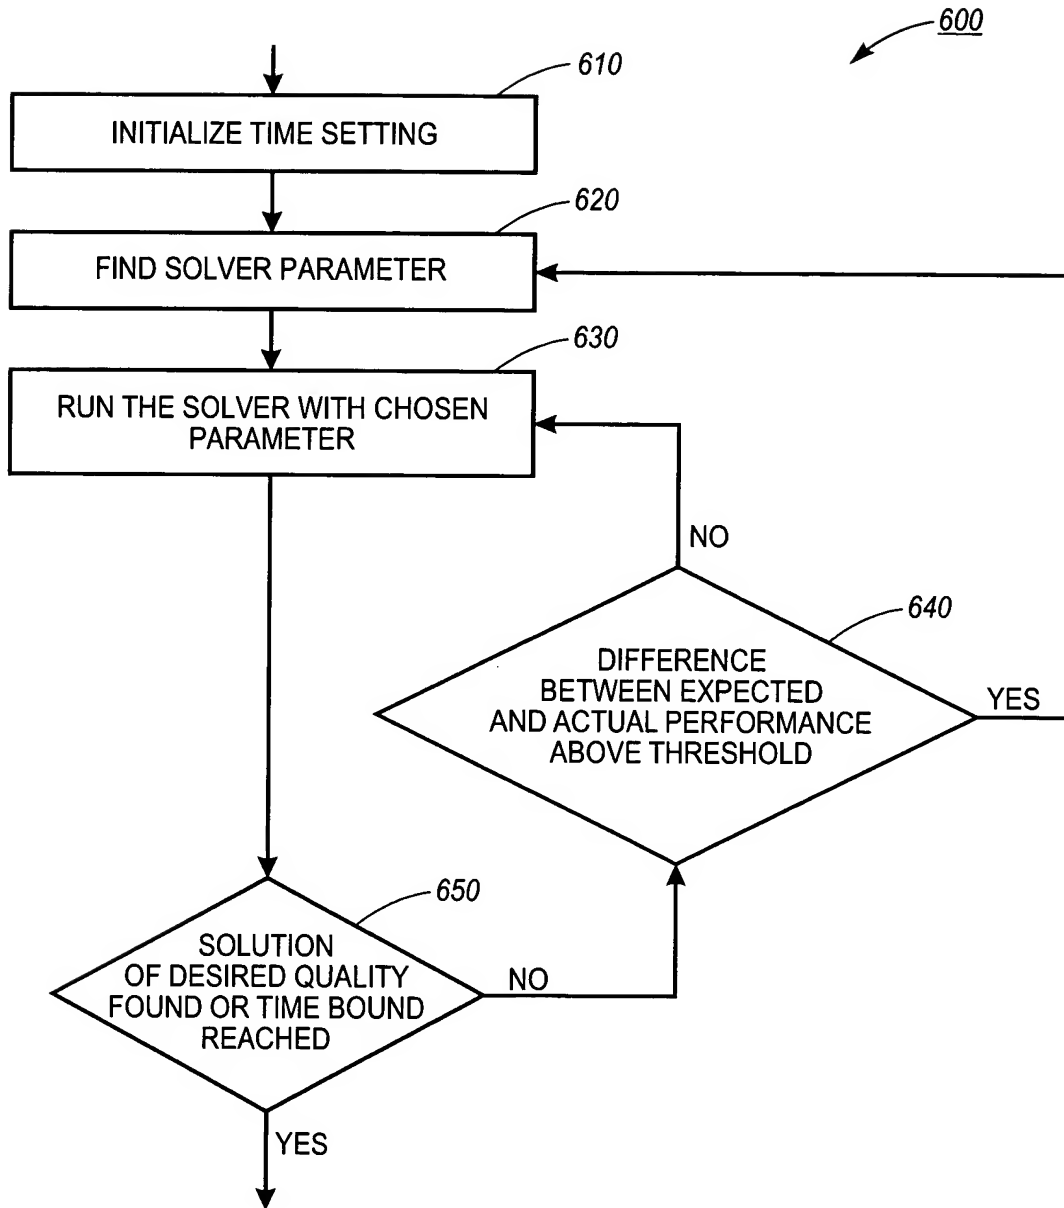 600
610
INITIALIZE TIME SETTING
620
FIND SOLVER PARAMETER
630
RUN THE SOLVER WITH CHOSEN
PARAMETER
NO
640
DIFFERENCE
BETWEEN EXPECTED
AND ACTUAL PERFORMANCE
ABOVE THRESHOLD
YES
650
SOLUTION
OF DESIRED QUALITY
FOUND OR TIME BOUND
REACHED
NO
YES